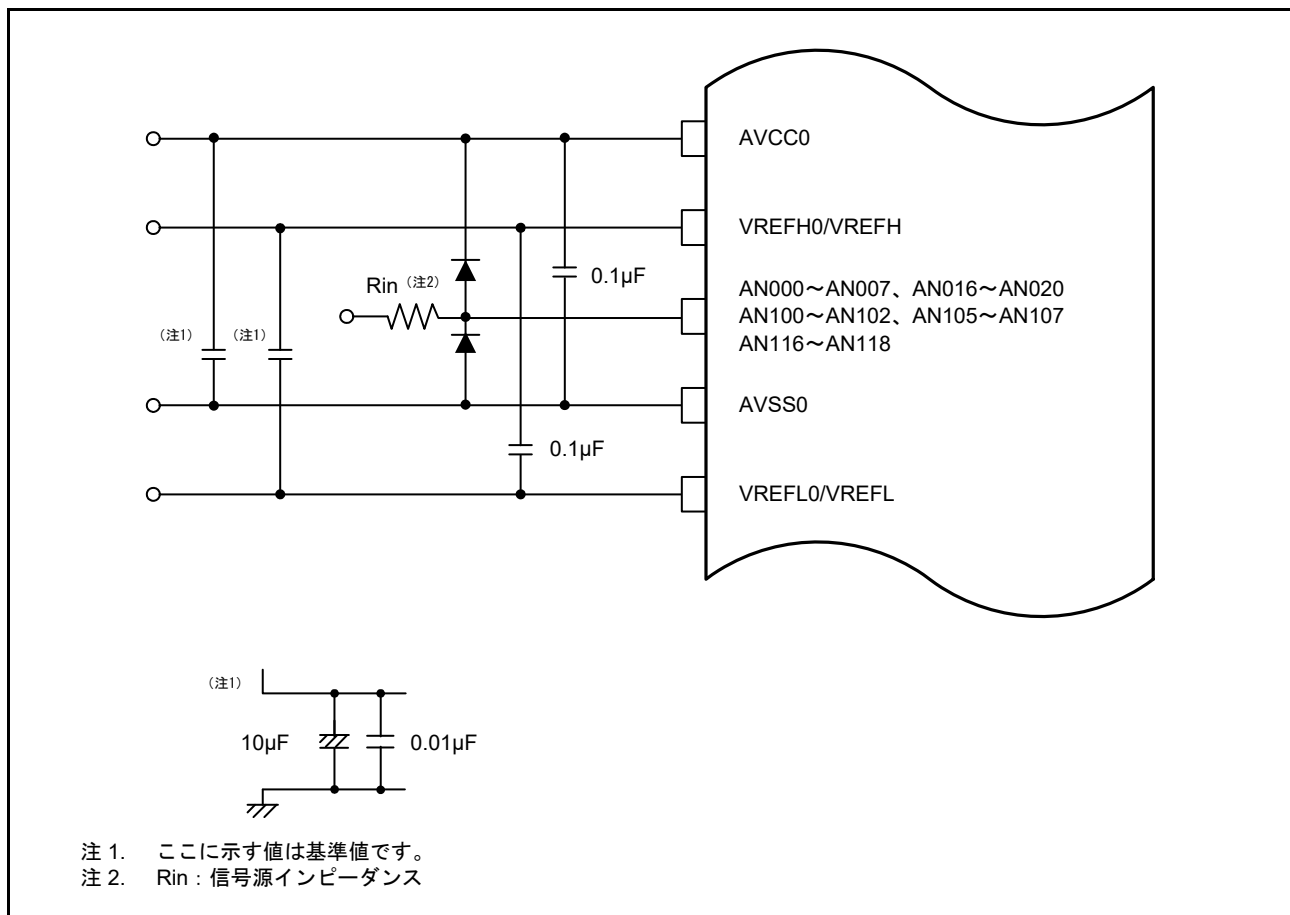 AVCC0
VREFH0/VREFH
Rin (注2)
0.1µF
AN000～AN007、AN016～AN020
AN100～AN102、AN105～AN107
AN116～AN118
(注1)
(注1)
AVSS0
0.1µF
VREFL0/VREFL
(注1)
10µF
0.01µF
注 1. ここに示す値は基準値です。
注 2. Rin：信号源インピーダンス